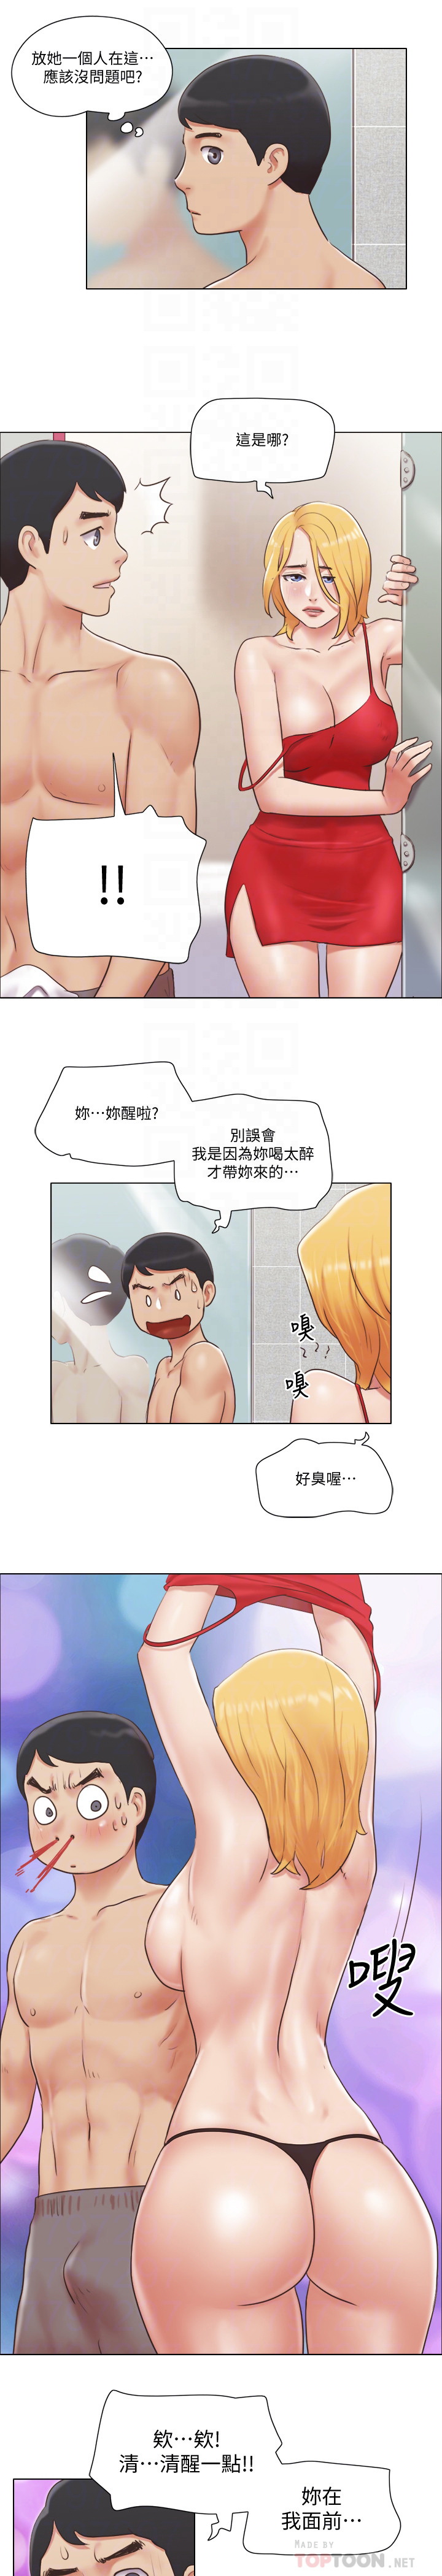 放她一個人在這…
應該沒問題吧?
這是哪?
!!
妳…妳醒啦?
別誤會
我是因為妳喝太醉
才帶妳來的…
嗅
嗅
好臭喔…
嗖
欸…欸!
清…清醒一點!!
妳在
我面前…
MADE BY
TOPTOON.NET